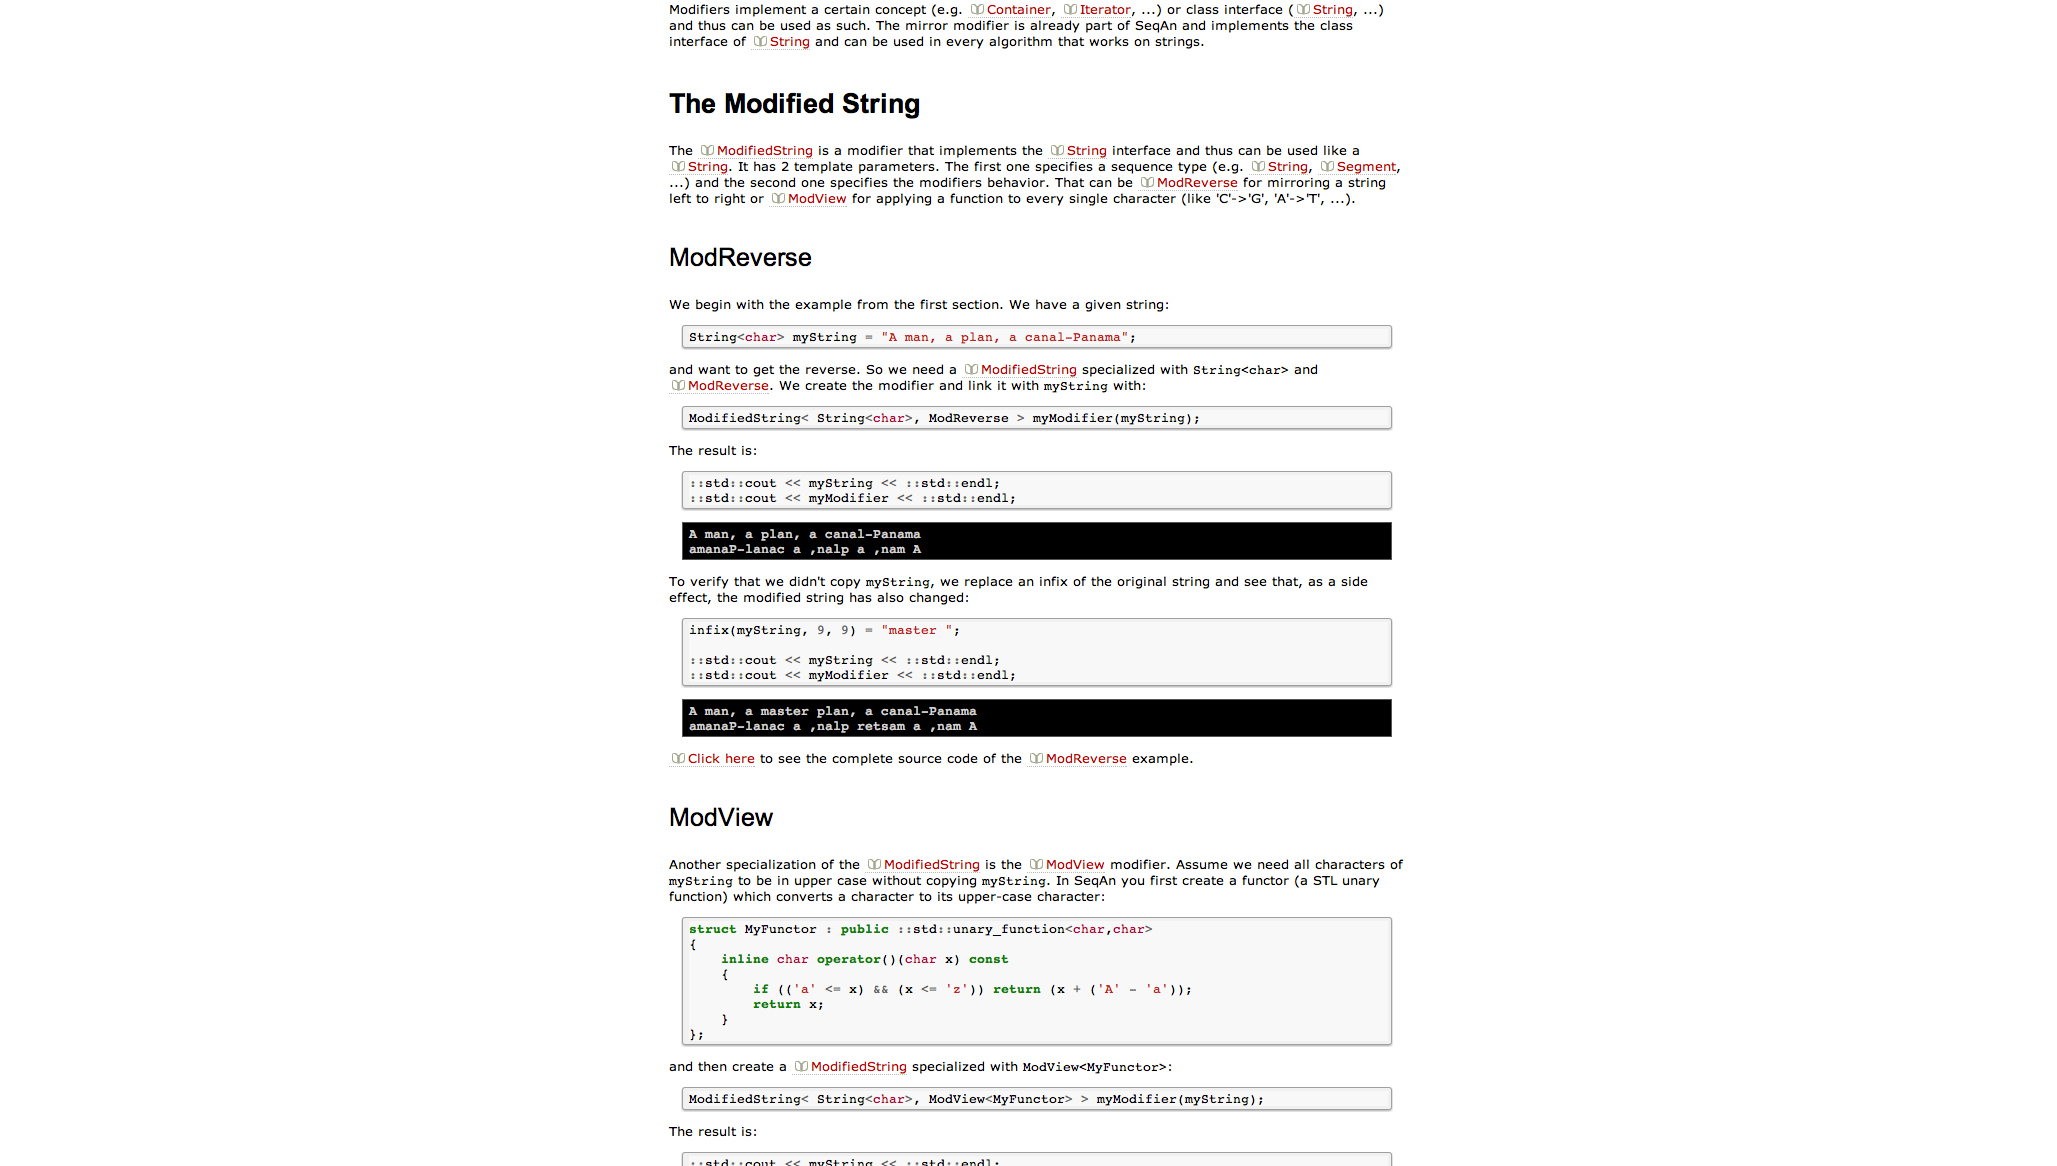 Modifiers implement a certain concept (e.g. Container, Iterator, ...) or class interface (String, ...)
and thus can be used as such. The mirror modifier is already part of SeqAn and implements the class
interface of String and can be used in every algorithm that works on strings.
The Modified String
The ModifiedString is a modifier that implements the String interface and thus can be used like a
String. It has 2 template parameters. The first one specifies a sequence type (e.g. String, Segment,
...) and the second one specifies the modifiers behavior. That can be ModReverse for mirroring a string
left to right or ModView for applying a function to every single character (like 'C'->'G', 'A'->'T', ...).
ModReverse
We begin with the example from the first section. We have a given string:
String<char> myString = "A man, a plan, a canal-Panama";
and want to get the reverse. So we need a ModifiedString specialized with String<char> and
ModReverse. We create the modifier and link it with myString with:
ModifiedString< String<char>, ModReverse > myModifier(myString);
The result is:
::std::cout << myString << ::std::endl;
::std::cout << myModifier << ::std::endl;
A man, a plan, a canal-Panama
amanaP-lanac a ,nalp a ,nam A
To verify that we didn't copy myString, we replace an infix of the original string and see that, as a side
effect, the modified string has also changed:
infix(myString, 9, 9) = "master ";
::std::cout << myString << ::std::endl;
::std::cout << myModifier << ::std::endl;
A man, a master plan, a canal-Panama
amanaP-lanac a ,nalp retsam a ,nam A
Click here to see the complete source code of the ModReverse example.
ModView
Another specialization of the ModifiedString is the ModView modifier. Assume we need all characters of
myString to be in upper case without copying myString. In SeqAn you first create a functor (a STL unary
function) which converts a character to its upper-case character:
struct MyFunctor : public ::std::unary_function<char,char>
{
    inline char operator()(char x) const
    {
        if (('a' <= x) && (x <= 'z')) return (x + ('A' - 'a'));
        return x;
    }
};
and then create a ModifiedString specialized with ModView<MyFunctor>:
ModifiedString< String<char>, ModView<MyFunctor> > myModifier(myString);
The result is:
::std::cout << myString << ::std::endl;